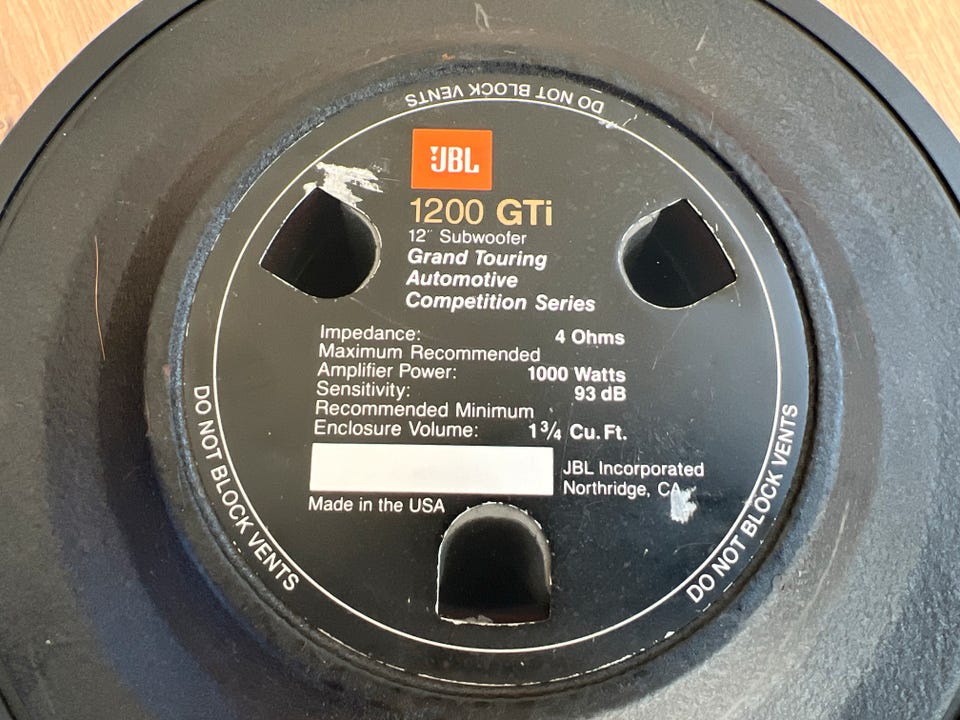 DO NOT BLOCK VENTS
JBL
1200 GTi
12" Subwoofer
Grand Touring
Automotive
Competition Series
Impedance: 4 Ohms
Maximum Recommended
Amplifier Power: 1000 Watts
Sensitivity: 93 dB
Recommended Minimum
Enclosure Volume: 1 3/4 Cu. Ft.
JBL Incorporated
Northridge, CA
Made in the USA
DO NOT BLOCK VENTS
DO NOT BLOCK VENTS